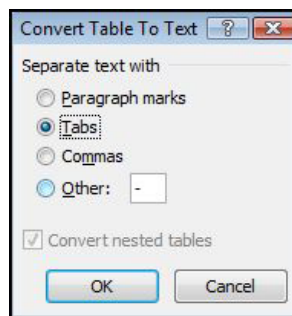 Convert Table To Text
Separate text with
Paragraph marks
Tabs
Commas
Other: -
Convert nested tables
OK Cancel